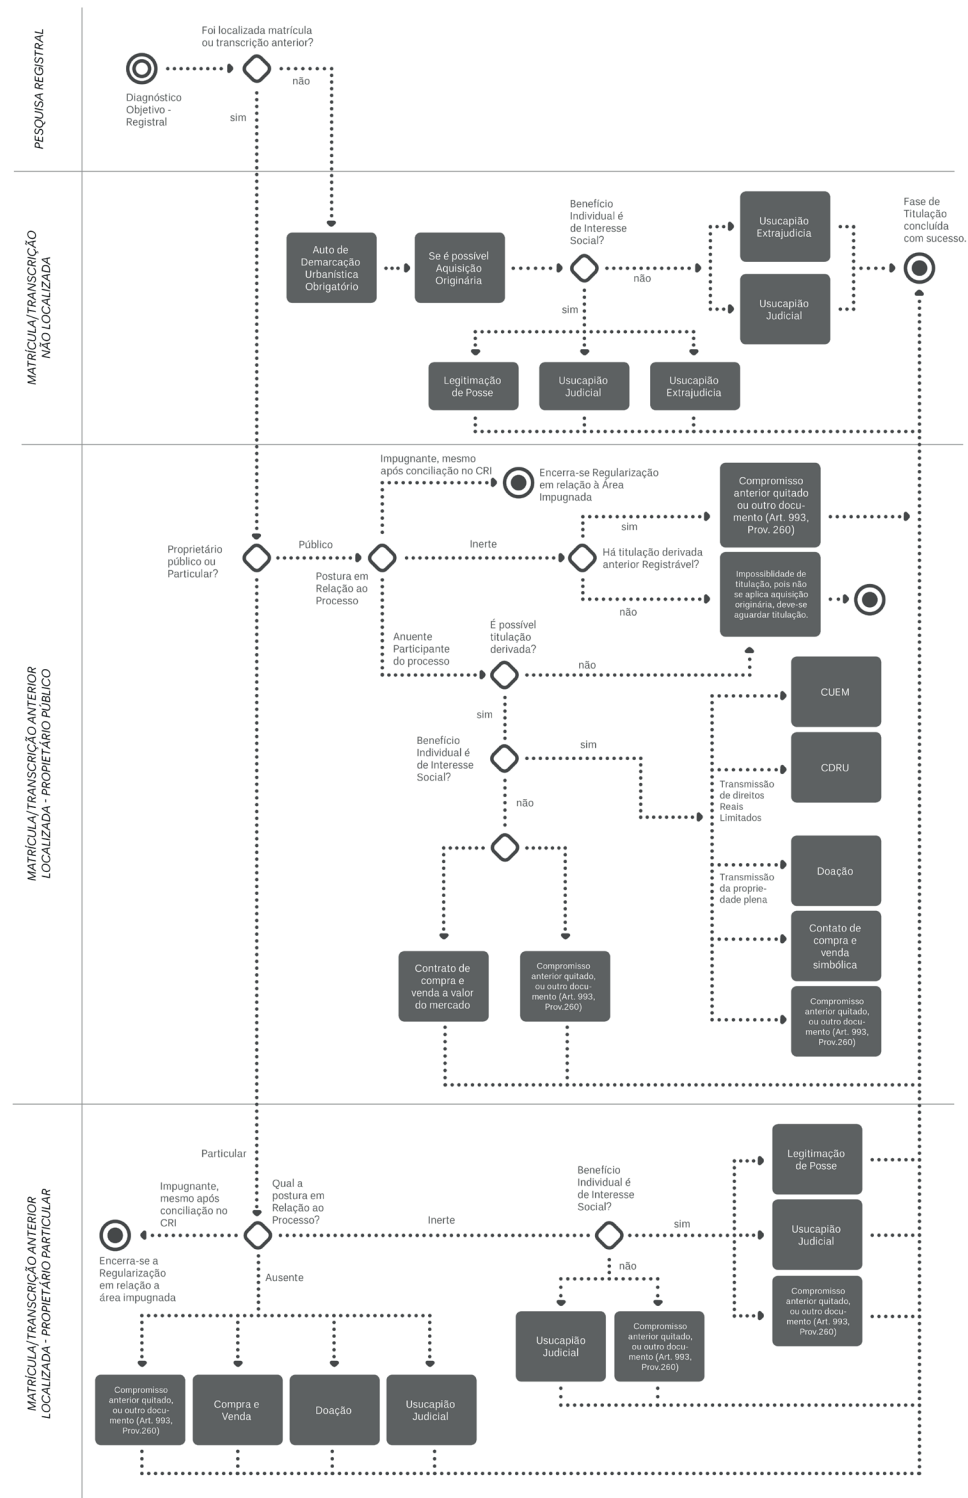 PESQUISA REGISTRAL
Foi localizada matrícula
ou transcrição anterior?
não
sim
Diagnóstico
Objetivo -
Registral
MATRÍCULA/TRANSCRIÇÃO
NÃO LOCALIZADA
Auto de
Demarcação
Urbanística
Obrigatório
Se é possível
Aquisição
Originária
Benefício
Individual é
de Interesse
Social?
não
sim
Usucapião
Extrajudicia
Usucapião
Judicial
Fase de
Titulação
concluída
com sucesso.
Legitimação
de Posse
Usucapião
Judicial
Usucapião
Extrajudicia
MATRÍCULA/TRANSCRIÇÃO ANTERIOR
LOCALIZADA - PROPIETÁRIO PÚBLICO
Proprietário
público ou
Particular?
Público
Impugnante, mesmo
após conciliação no CRI
Encerra-se Regularização
em relação à Área
Impugnada
Postura em
Relação ao
Processo
Inerte
Há titulação derivada
anterior Registrável?
sim
não
Compromisso
anterior quitado
ou outro docu-
mento (Art. 993,
Prov. 260)
Impossiblidade de
titulação, pois não
se aplica aquisição
originária, deve-se
aguardar titulação.
Anuente
Participante
do processo
É possível
titulação
derivada?
não
sim
Benefício
Individual é
de Interesse
Social?
sim
não
CUEM
CDRU
Transmissão
de direitos
Reais
Limitados
Doação
Transmissão
da proprie-
dade plena
Contato de
compra e
venda
simbólica
Compromisso
anterior quitado,
ou outro docu-
mento (Art. 993,
Prov.260)
Contrato de
compra e
venda a valor
do mercado
Compromisso
anterior quitado,
ou outro docu-
mento (Art. 993,
Prov.260)
MATRÍCULA/TRANSCRIÇÃO ANTERIOR
LOCALIZADA - PROPIETÁRIO PARTICULAR
Particular
Impugnante,
mesmo após
conciliação no
CRI
Qual a
postura em
Relação ao
Processo?
Encerra-se a
Regularização
em relação a
área impugnada
Inerte
Ausente
Benefício
Individual é
de Interesse
Social?
sim
não
Legitimação
de Posse
Usucapião
Judicial
Compromisso
anterior quitado,
ou outro docu-
mento (Art. 993,
Prov.260)
Usucapião
Judicial
Compromisso
anterior quitado,
ou outro docu-
mento (Art. 993,
Prov.260)
Compromisso
anterior quitado,
ou outro docu-
mento (Art. 993,
Prov.260)
Compra e
Venda
Doação
Usucapião
Judicial